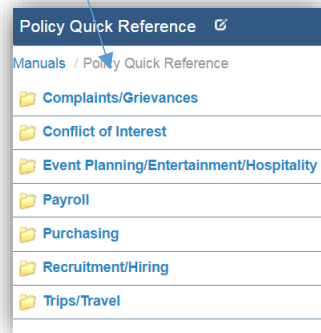 Policy Quick Reference
Manuals / Policy Quick Reference
Complaints/Grievances
Conflict of Interest
Event Planning/Entertainment/Hospitality
Payroll
Purchasing
Recruitment/Hiring
Trips/Travel